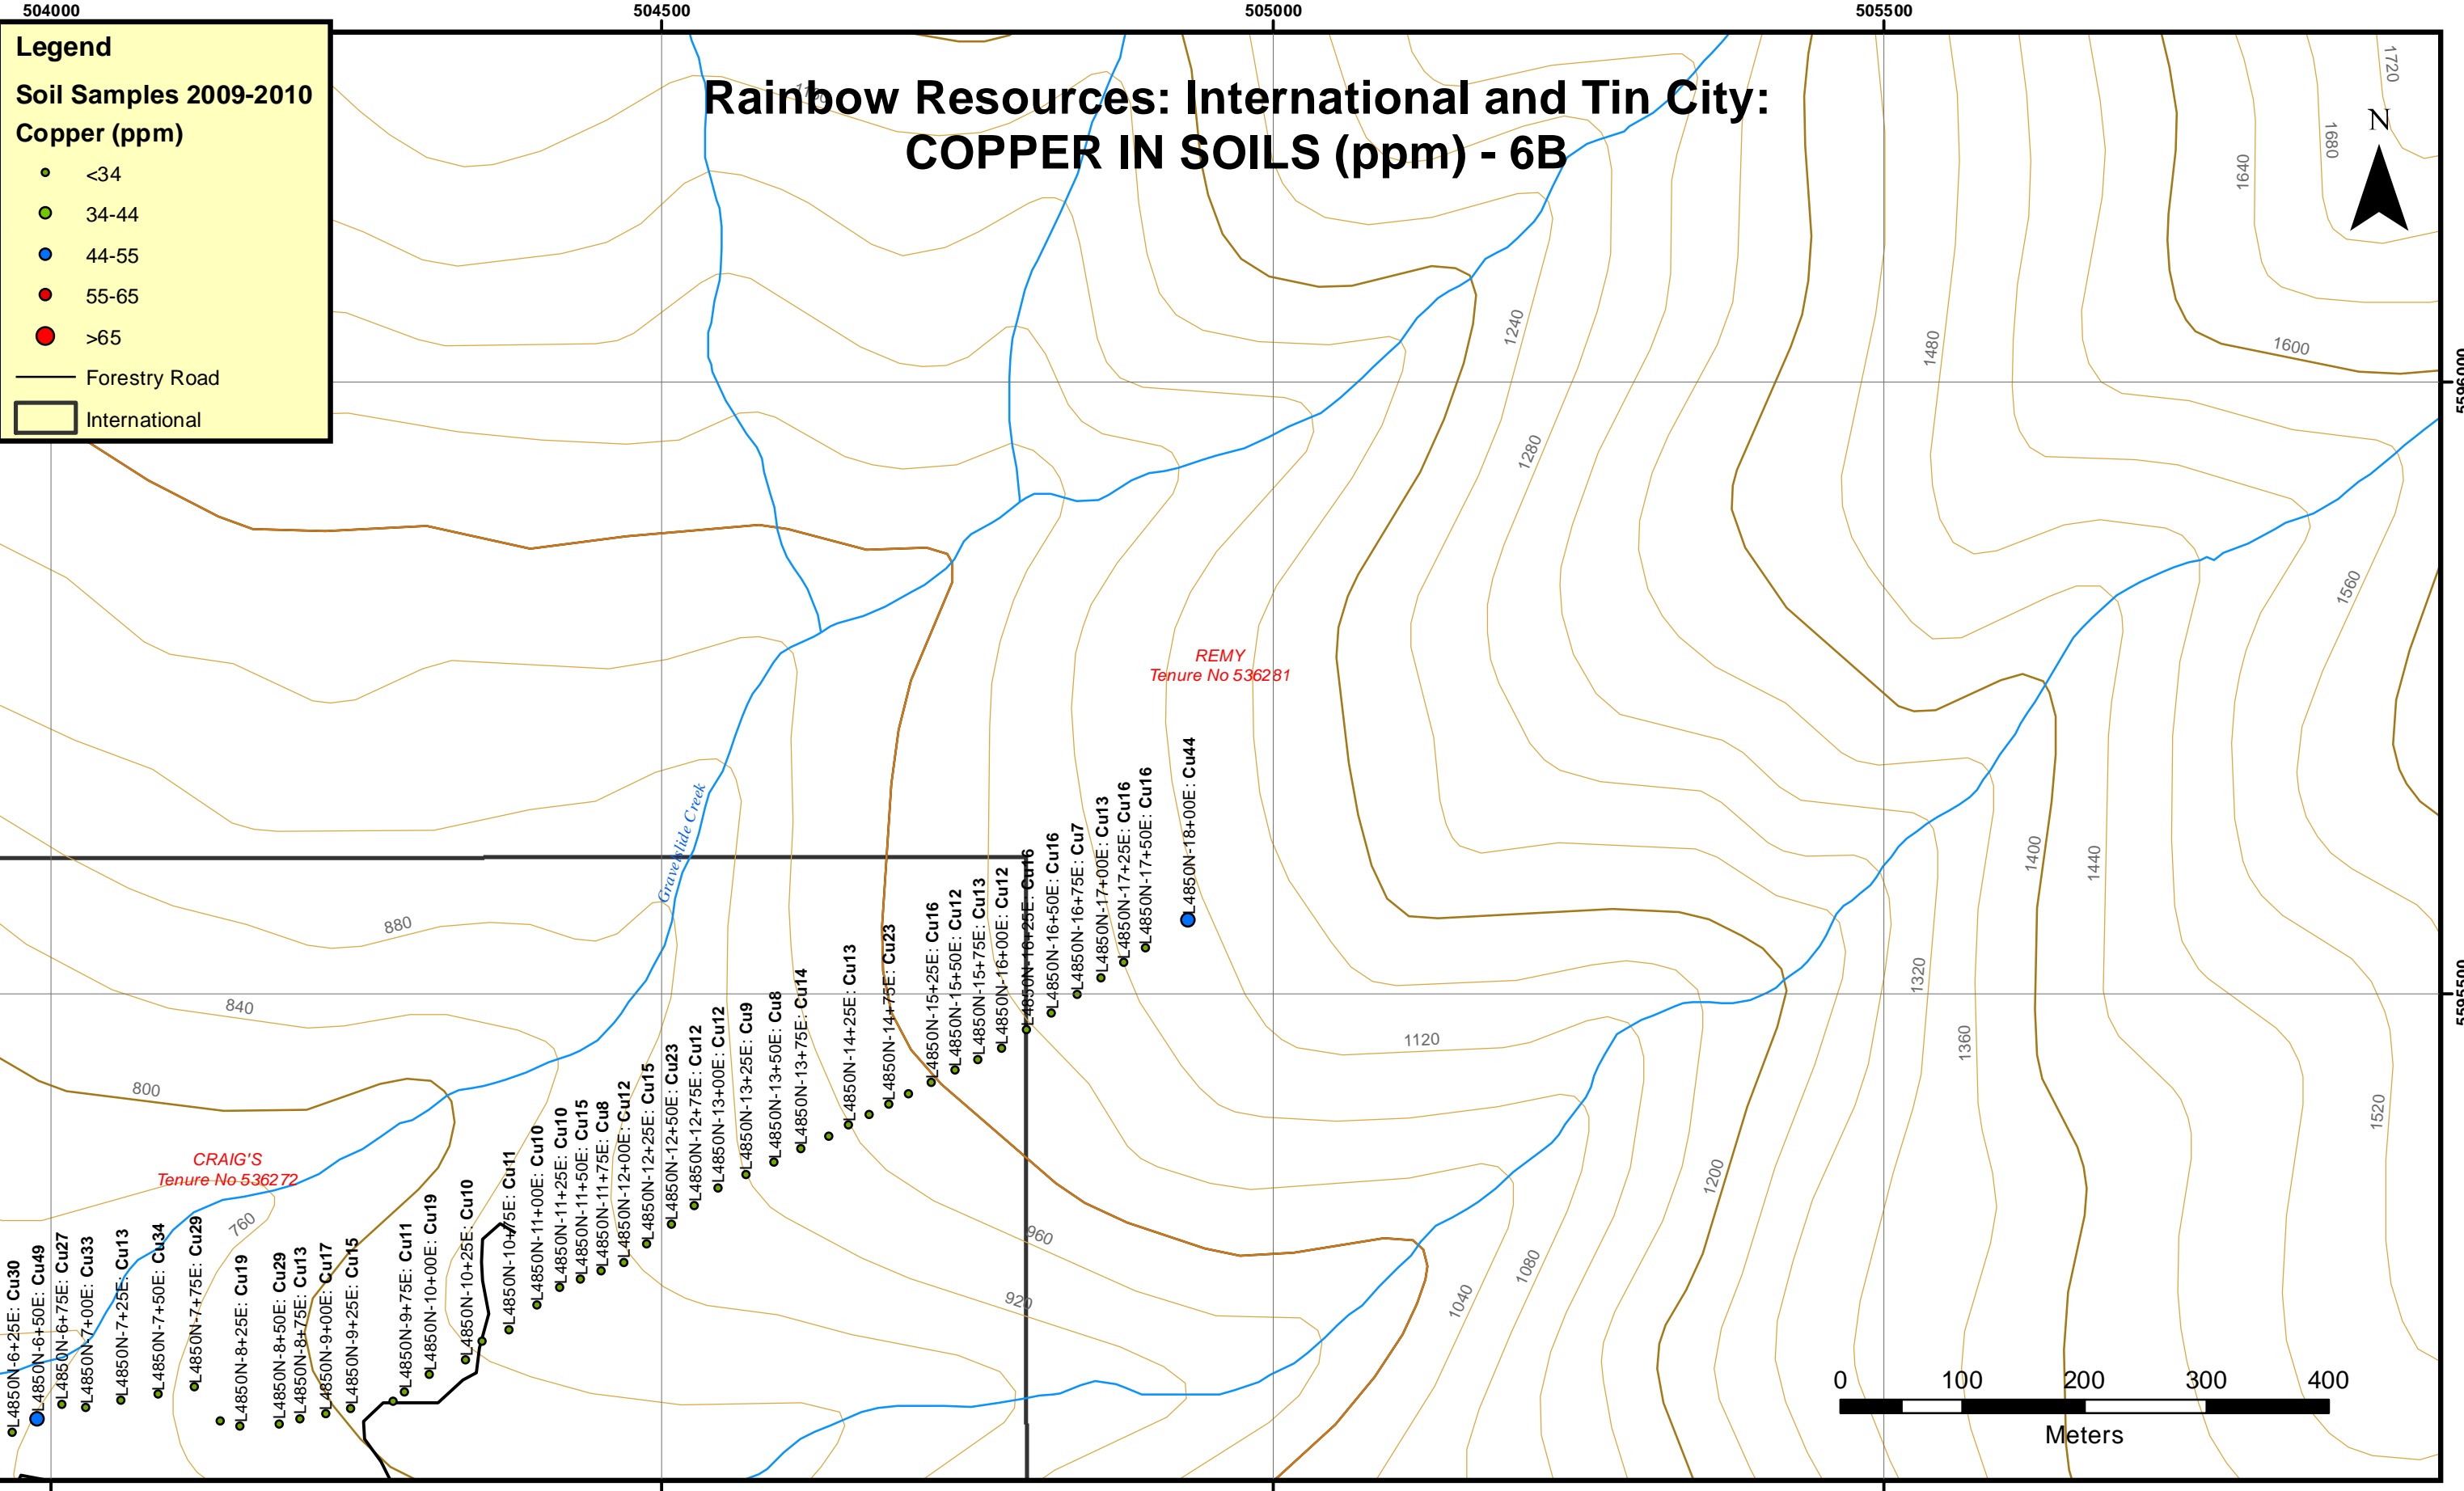 504000
504500
505000
505500
Legend
Soil Samples 2009-2010
Copper (ppm)
<34
34-44
44-55
55-65
>65
Forestry Road
International
Rainbow Resources: International and Tin City:
COPPER IN SOILS (ppm) - 6B
N
1720
1680
1640
1600
1240
1480
1280
1560
5596000
REMY
Tenure No 536281
Gravelslide Creek
880
840
800
760
1400
1440
1320
1360
1120
1200
1520
960
920
1040
1080
5595500
CRAIG'S
Tenure No 536272
L4850N-6+25E: Cu30
L4850N-6+50E: Cu49
L4850N-6+75E: Cu27
L4850N-7+00E: Cu33
L4850N-7+25E: Cu13
L4850N-7+50E: Cu34
L4850N-7+75E: Cu29
L4850N-8+25E: Cu19
L4850N-8+50E: Cu29
L4850N-8+75E: Cu13
L4850N-9+00E: Cu17
L4850N-9+25E: Cu15
L4850N-9+75E: Cu11
L4850N-10+00E: Cu19
L4850N-10+25E: Cu10
L4850N-10+75E: Cu11
L4850N-11+00E: Cu10
L4850N-11+25E: Cu10
L4850N-11+50E: Cu15
L4850N-11+75E: Cu8
L4850N-12+00E: Cu12
L4850N-12+25E: Cu15
L4850N-12+50E: Cu23
L4850N-12+75E: Cu12
L4850N-13+00E: Cu12
L4850N-13+25E: Cu9
L4850N-13+50E: Cu8
L4850N-13+75E: Cu14
L4850N-14+25E: Cu13
L4850N-14+75E: Cu23
L4850N-15+25E: Cu16
L4850N-15+50E: Cu12
L4850N-15+75E: Cu13
L4850N-16+00E: Cu12
L4850N-16+25E: Cu16
L4850N-16+50E: Cu16
L4850N-16+75E: Cu7
L4850N-17+00E: Cu13
L4850N-17+25E: Cu16
L4850N-17+50E: Cu16
L4850N-18+00E: Cu44
0 100 200 300 400
Meters